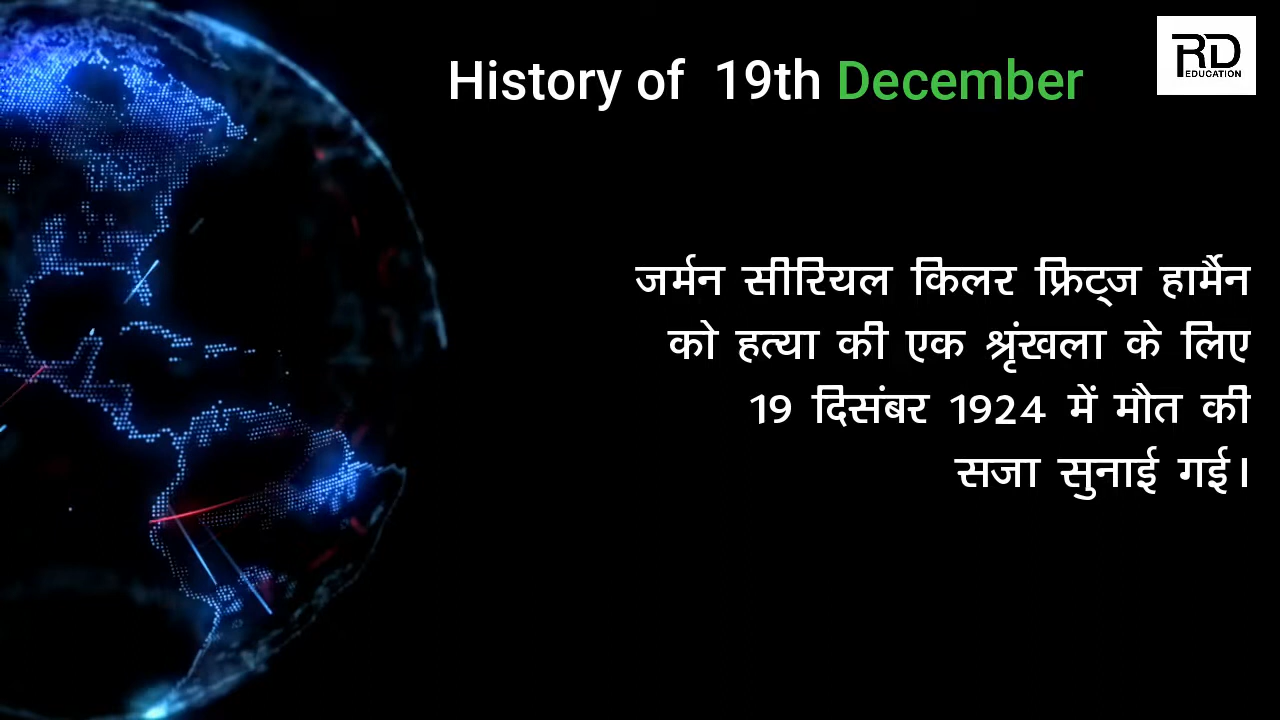 History of 19th December
RD
EDUCATION
जर्मन सीरियल किलर फ्रिट्ज हार्मैन
को हत्या की एक श्रृंखला के लिए
19 दिसंबर 1924 में मौत की
सजा सुनाई गई।